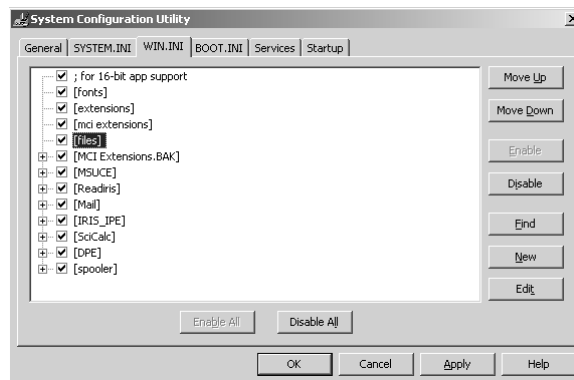 System Configuration Utility
General SYSTEM.INI WIN.INI BOOT.INI Services Startup
; for 16-bit app support
[fonts]
[extensions]
[mci extensions]
[files]
[MCI Extensions.BAK]
[MSUCE]
[Readiris]
[Mail]
[IRIS_IPE]
[SciCalc]
[DPE]
[spooler]
Move Up
Move Down
Enable
Disable
Find
New
Edit
Enable All Disable All
OK Cancel Apply Help